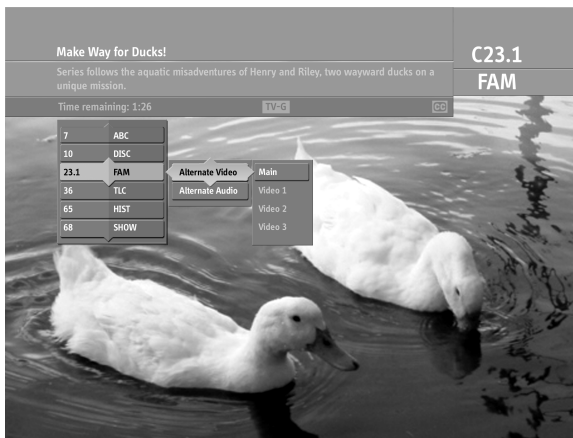 Make Way for Ducks!
C23.1
Series follows the aquatic misadventures of Henry and Riley, two wayward ducks on a
unique mission.
FAM
Time remaining: 1:26 TV-G CC
7 ABC
10 DISC
23.1 FAM Alternate Video Main
36 TLC Alternate Audio Video 1
65 HIST Video 2
68 SHOW Video 3